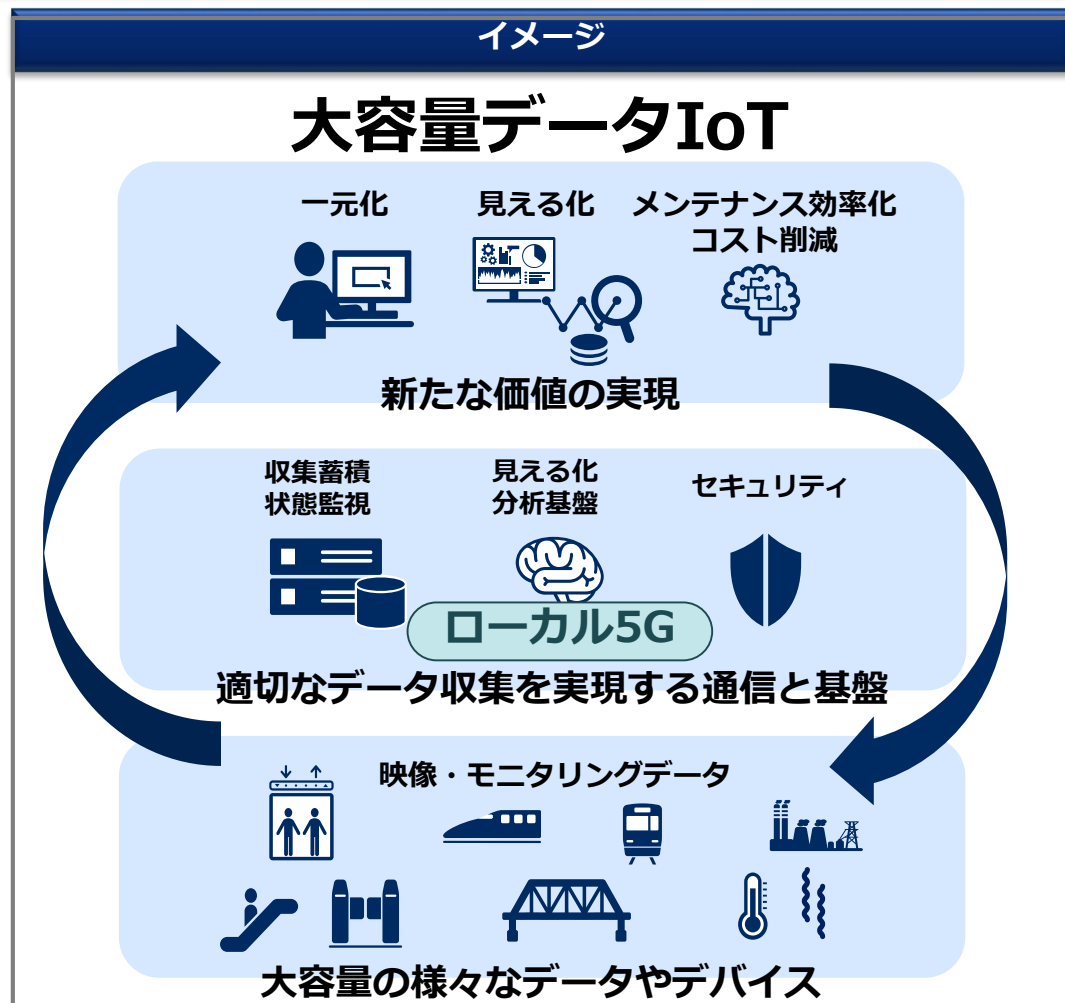 イメージ
大容量データIoT
一元化
見える化
メンテナンス効率化
コスト削減
新たな価値の実現
収集蓄積
状態監視
見える化
分析基盤
セキュリティ
ローカル5G
適切なデータ収集を実現する通信と基盤
映像・モニタリングデータ
大容量の様々なデータやデバイス